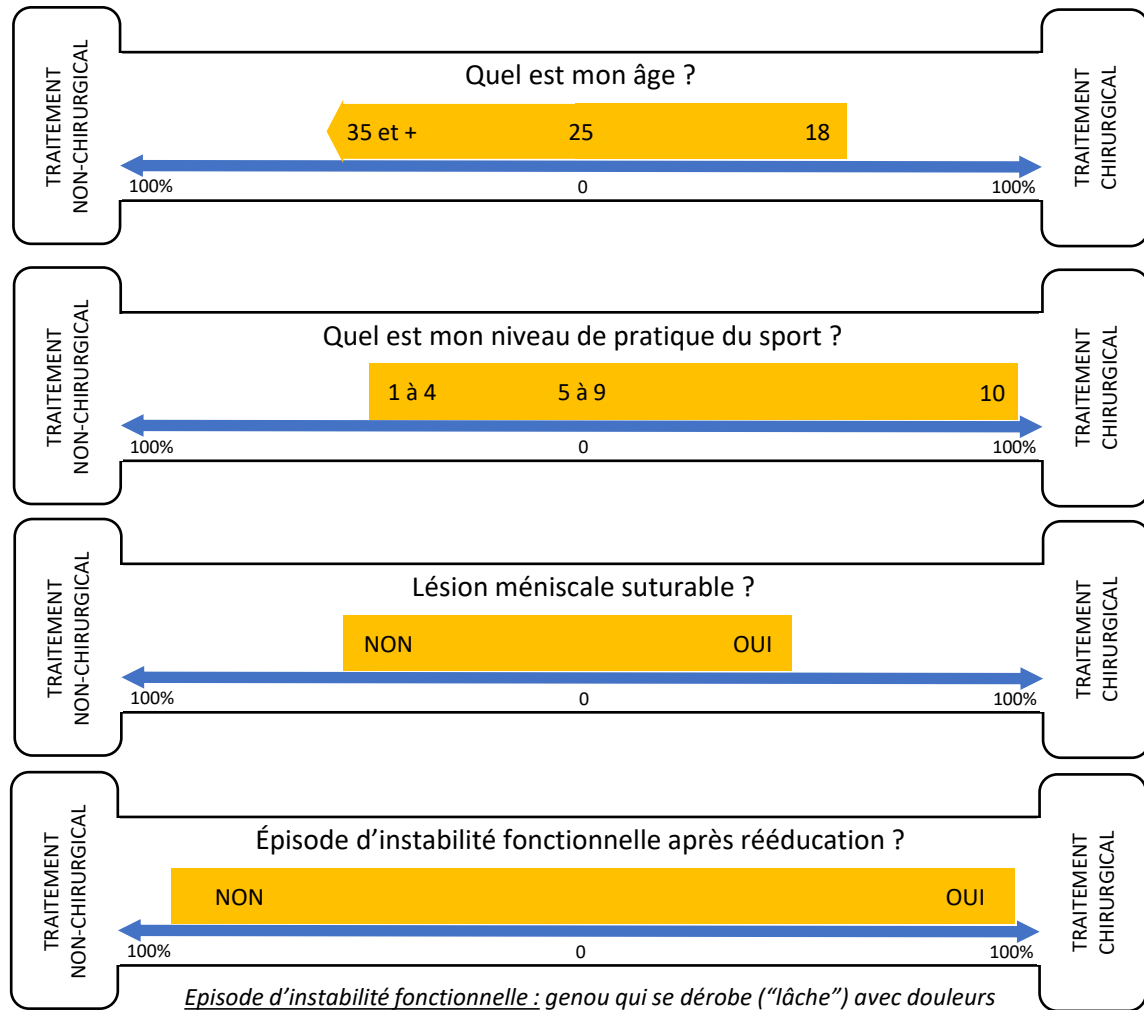 TRAITEMENT
NON-CHIRURGICAL
Quel est mon âge ?
35 et +
25
18
100%
0
100%
TRAITEMENT
CHIRURGICAL
TRAITEMENT
NON-CHIRURGICAL
Quel est mon niveau de pratique du sport ?
1 à 4
5 à 9
10
100%
0
100%
TRAITEMENT
CHIRURGICAL
TRAITEMENT
NON-CHIRURGICAL
Lésion méniscale suturable ?
NON
OUI
100%
0
100%
TRAITEMENT
CHIRURGICAL
TRAITEMENT
NON-CHIRURGICAL
Épisode d’instabilité fonctionnelle après rééducation ?
NON
OUI
100%
0
100%
TRAITEMENT
CHIRURGICAL
Episode d’instabilité fonctionnelle : genou qui se dérobe (“lâche”) avec douleurs